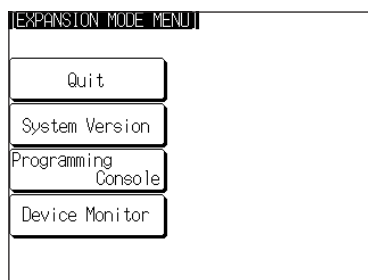 [EXPANSION MODE MENU]
Quit
System Version
Programming
Console
Device Monitor